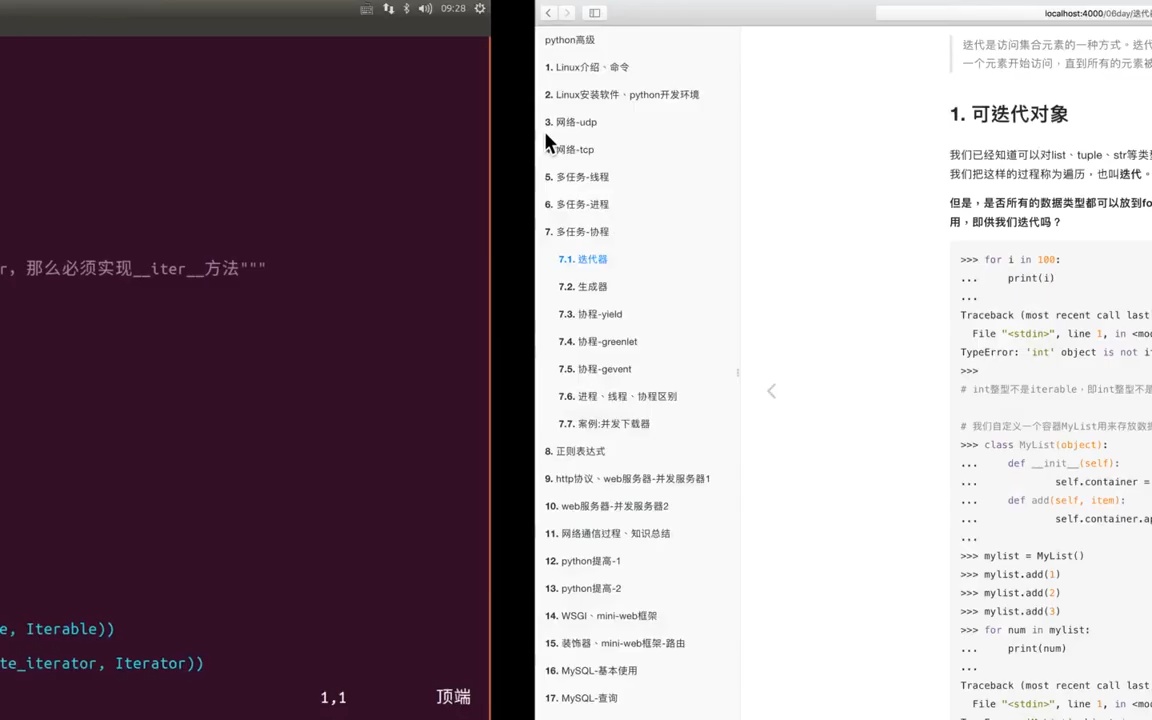 09:28
r, 那么必须实现__iter__方法"""
e, Iterable))
te_iterator, Iterator))
1,1 顶端
localhost:4000/06day/迭代
python高级
1. Linux介绍、命令
2. Linux安装软件、python开发环境
3. 网络-udp
网络-tcp
5. 多任务-线程
6. 多任务-进程
7. 多任务-协程
7.1. 迭代器
7.2. 生成器
7.3. 协程-yield
7.4. 协程-greenlet
7.5. 协程-gevent
7.6. 进程、线程、协程区别
7.7. 案例:并发下载器
8. 正则表达式
9. http协议、web服务器-并发服务器1
10. web服务器-并发服务器2
11. 网络通信过程、知识总结
12. python提高-1
13. python提高-2
14. WSGI、mini-web框架
15. 装饰器、mini-web框架-路由
16. MySQL-基本使用
17. MySQL-查询
迭代是访问集合元素的一种方式。迭代
一个元素开始访问，直到所有的元素被
1. 可迭代对象
我们已经知道可以对list、tuple、str等类型
我们把这样的过程称为遍历，也叫迭代。
但是，是否所有的数据类型都可以放到fo
用，即供我们迭代吗？
>>> for i in 100:
... print(i)
...
Traceback (most recent call last
File "<stdin>", line 1, in <mod
TypeError: 'int' object is not it
>>>
# int整型不是iterable，即int整型不是
# 我们自定义一个容器MyList用来存放数据
>>> class MyList(object):
... def __init__(self):
... self.container =
... def add(self, item):
... self.container.ap
...
>>> mylist = MyList()
>>> mylist.add(1)
>>> mylist.add(2)
>>> mylist.add(3)
>>> for num in mylist:
... print(num)
...
Traceback (most recent call last
File "<stdin>", line 1, in <mod